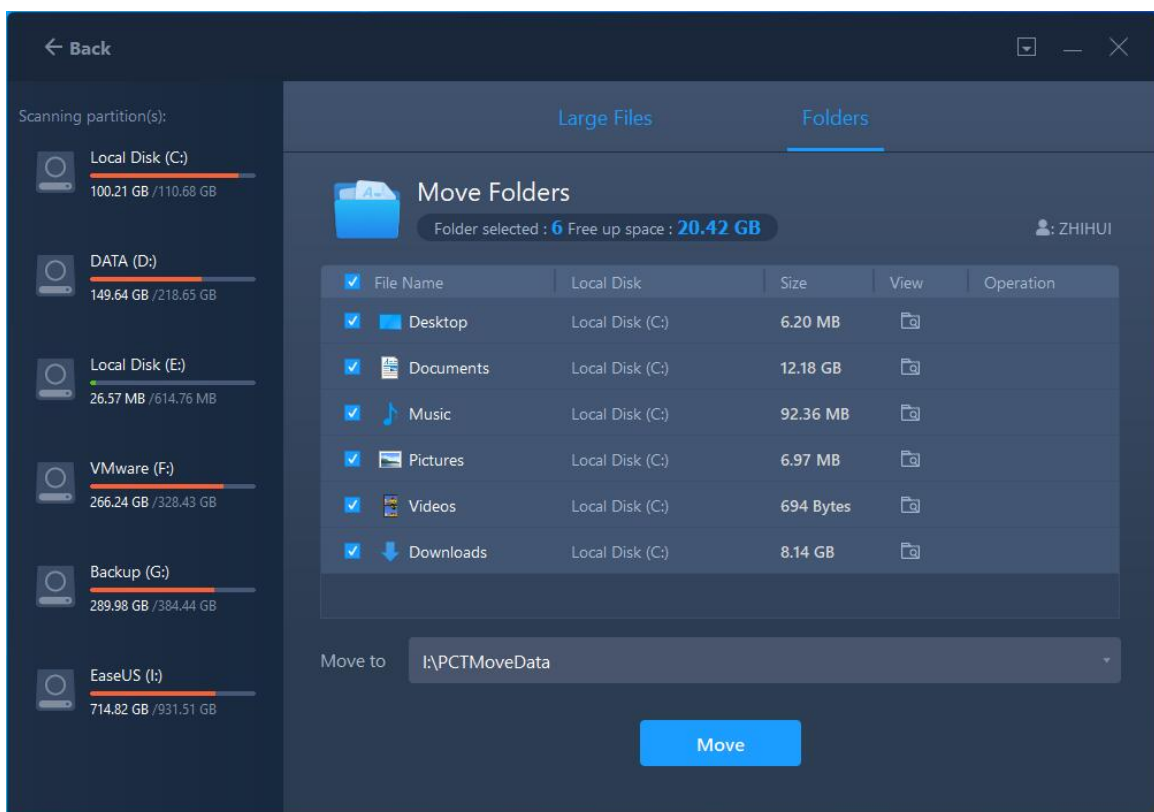 Back
Scanning partition(s):
Local Disk (C:)
100.21 GB /110.68 GB
DATA (D:)
149.64 GB /218.65 GB
Local Disk (E:)
26.57 MB /614.76 MB
VMware (F:)
266.24 GB /328.43 GB
Backup (G:)
289.98 GB /384.44 GB
EaseUS (I:)
714.82 GB /931.51 GB
Large Files Folders
Move Folders
Folder selected : 6 Free up space : 20.42 GB
: ZHIHUI
File Name Local Disk Size View Operation
Desktop Local Disk (C:) 6.20 MB
Documents Local Disk (C:) 12.18 GB
Music Local Disk (C:) 92.36 MB
Pictures Local Disk (C:) 6.97 MB
Videos Local Disk (C:) 694 Bytes
Downloads Local Disk (C:) 8.14 GB
Move to I:\PCTMoveData
Move